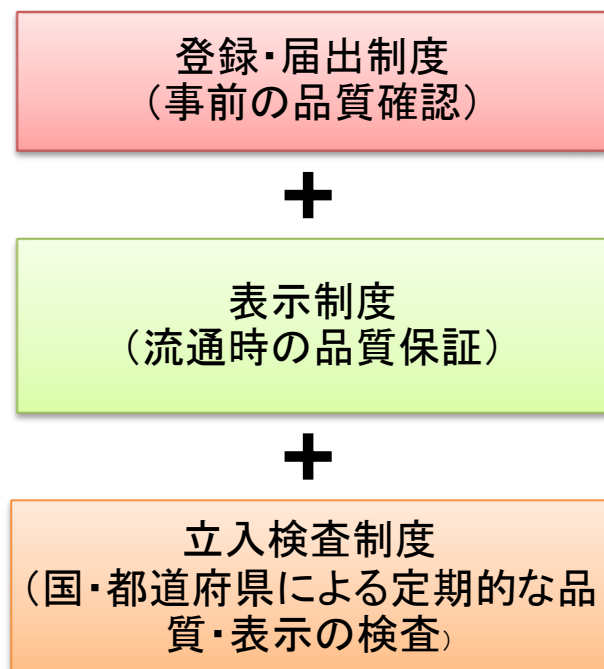 登録・届出制度
（事前の品質確認）
+
表示制度
（流通時の品質保証）
+
立入検査制度
（国・都道府県による定期的な品
質・表示の検査）